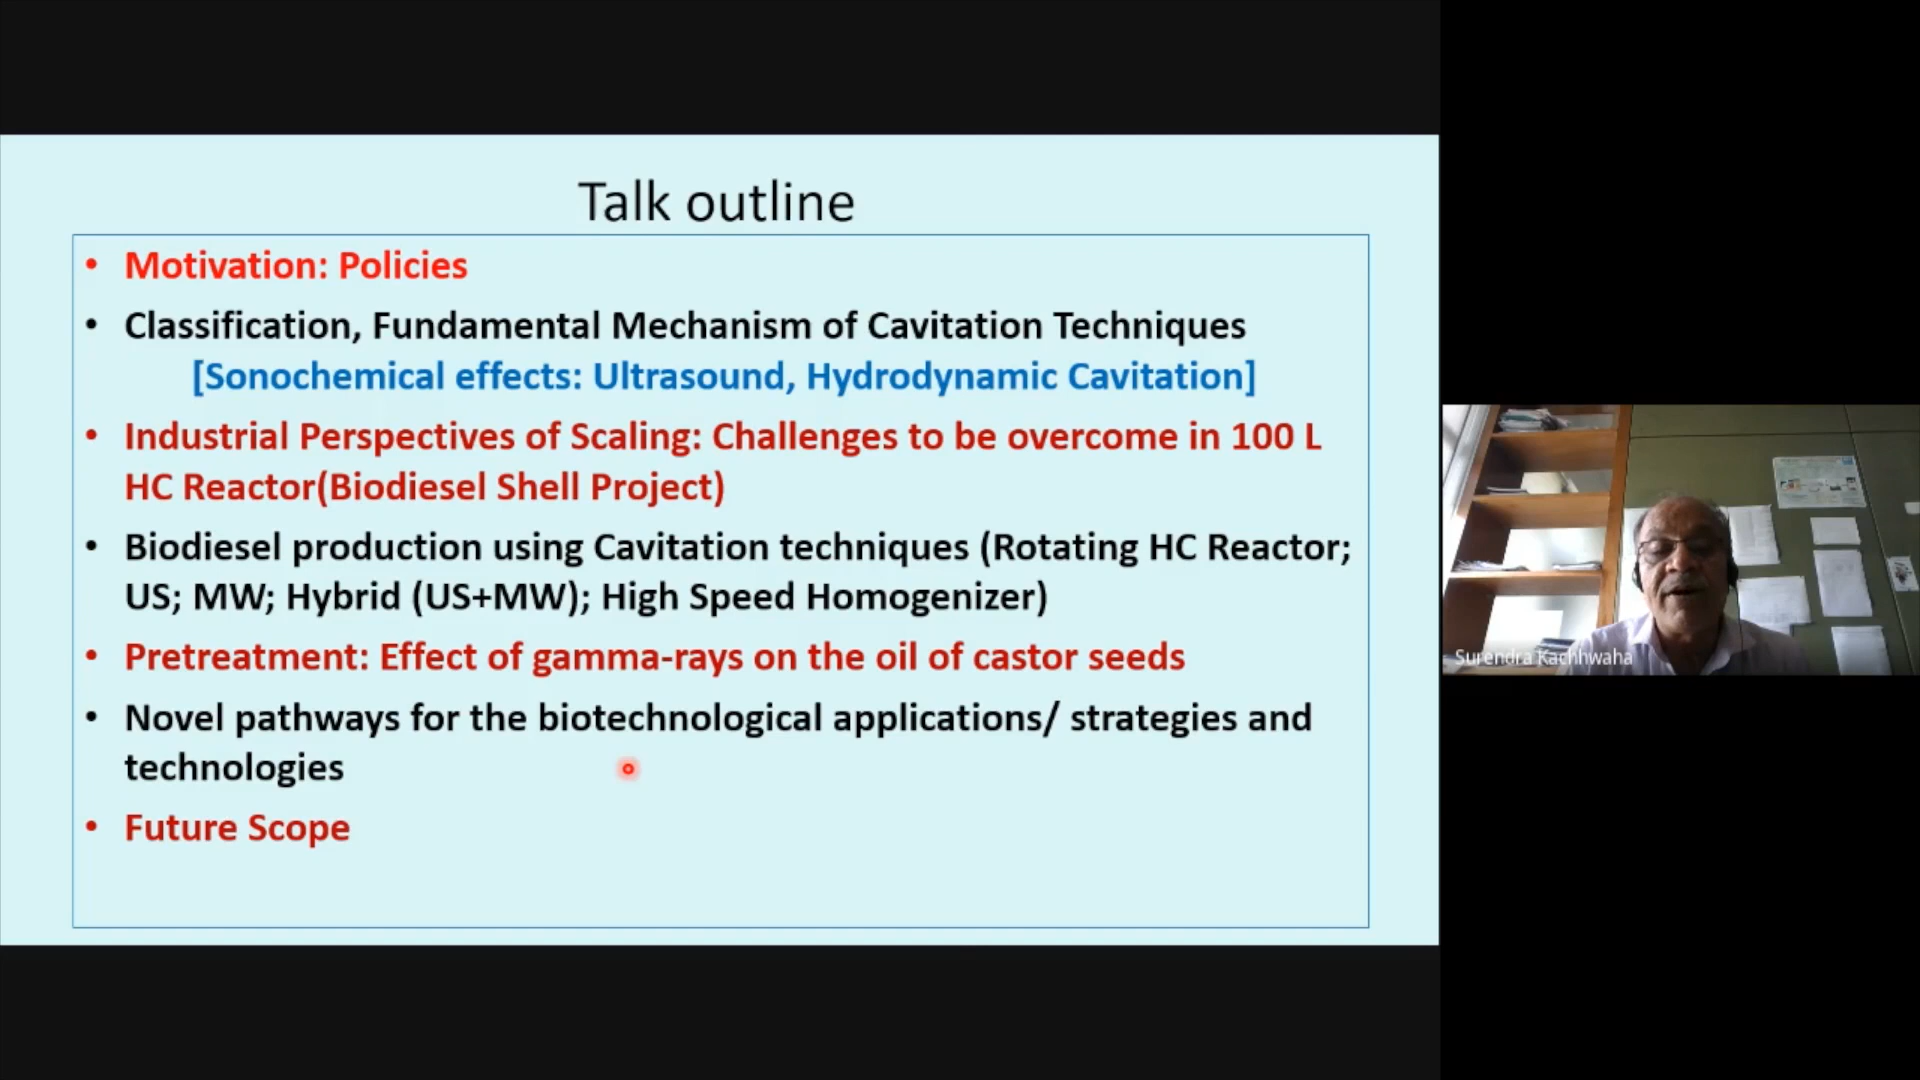 Talk outline
• Motivation: Policies
• Classification, Fundamental Mechanism of Cavitation Techniques
[Sonochemical effects: Ultrasound, Hydrodynamic Cavitation]
• Industrial Perspectives of Scaling: Challenges to be overcome in 100 L
HC Reactor(Biodiesel Shell Project)
• Biodiesel production using Cavitation techniques (Rotating HC Reactor;
US; MW; Hybrid (US+MW); High Speed Homogenizer)
• Pretreatment: Effect of gamma-rays on the oil of castor seeds
• Novel pathways for the biotechnological applications/ strategies and
technologies
• Future Scope
Surendra Kachhwaha